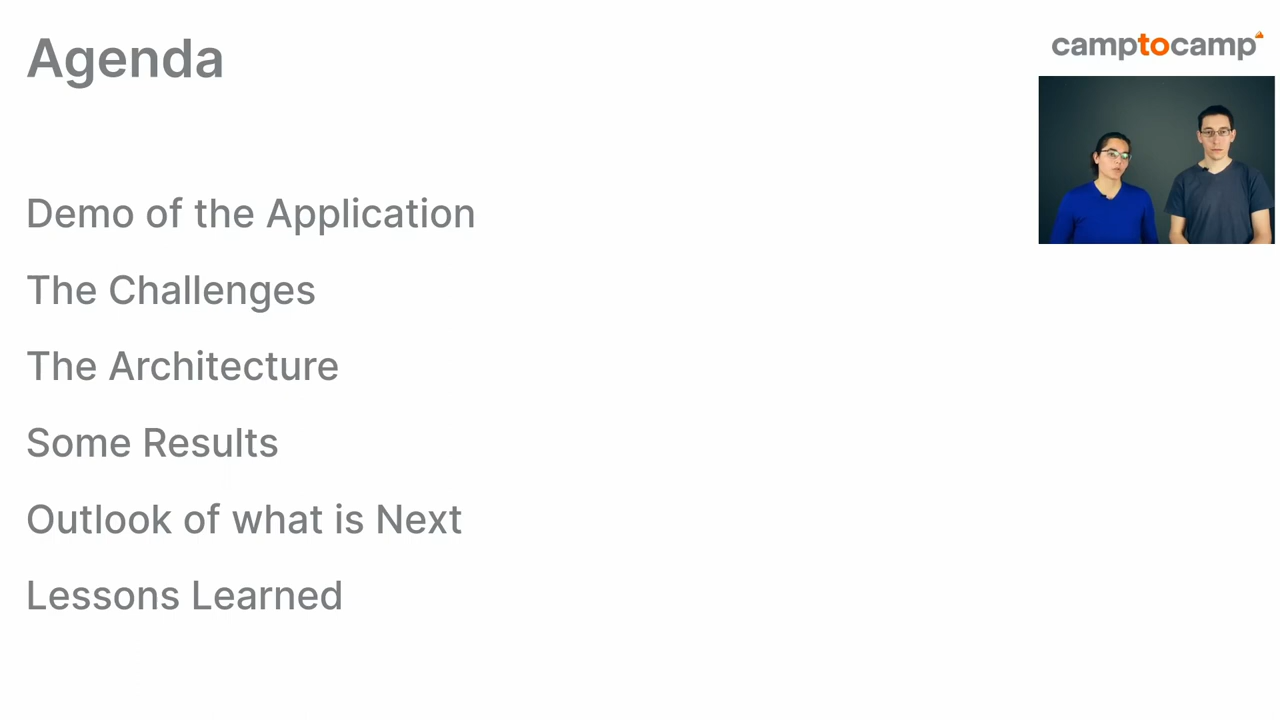 Agenda
camptocamp
Demo of the Application
The Challenges
The Architecture
Some Results
Outlook of what is Next
Lessons Learned